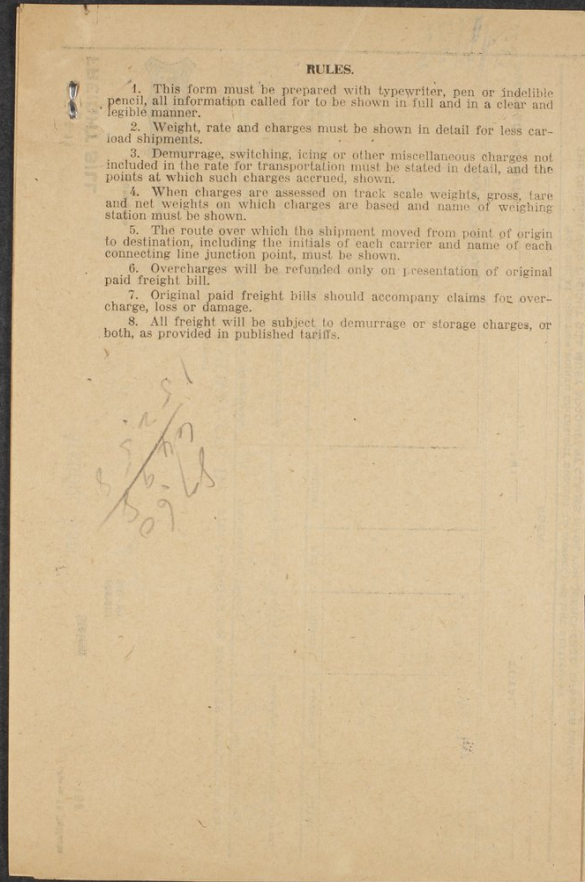 RULES.
1. This form must be prepared with typewriter, pen or indelible
pencil, all information called for to be shown in full and in a clear and
legible manner.
2. Weight, rate and charges must be shown in detail for less car-
load shipments.
3. Demurrage, switching, icing or other miscellaneous charges not
included in the rate for transportation must be stated in detail, and the
points at which such charges accrued, shown.
4. When charges are assessed on track scale weights, gross, tare
and net weights on which charges are based and name of weighing
station must be shown.
5. The route over which the shipment moved from point of origin
to destination, including the initials of each carrier and name of each
connecting line junction point, must be shown.
6. Overcharges will be refunded only on presentation of original
paid freight bill.
7. Original paid freight bills should accompany claims for over-
charge, loss or damage.
8. All freight will be subject to demurrage or storage charges, or
both, as provided in published tariffs.